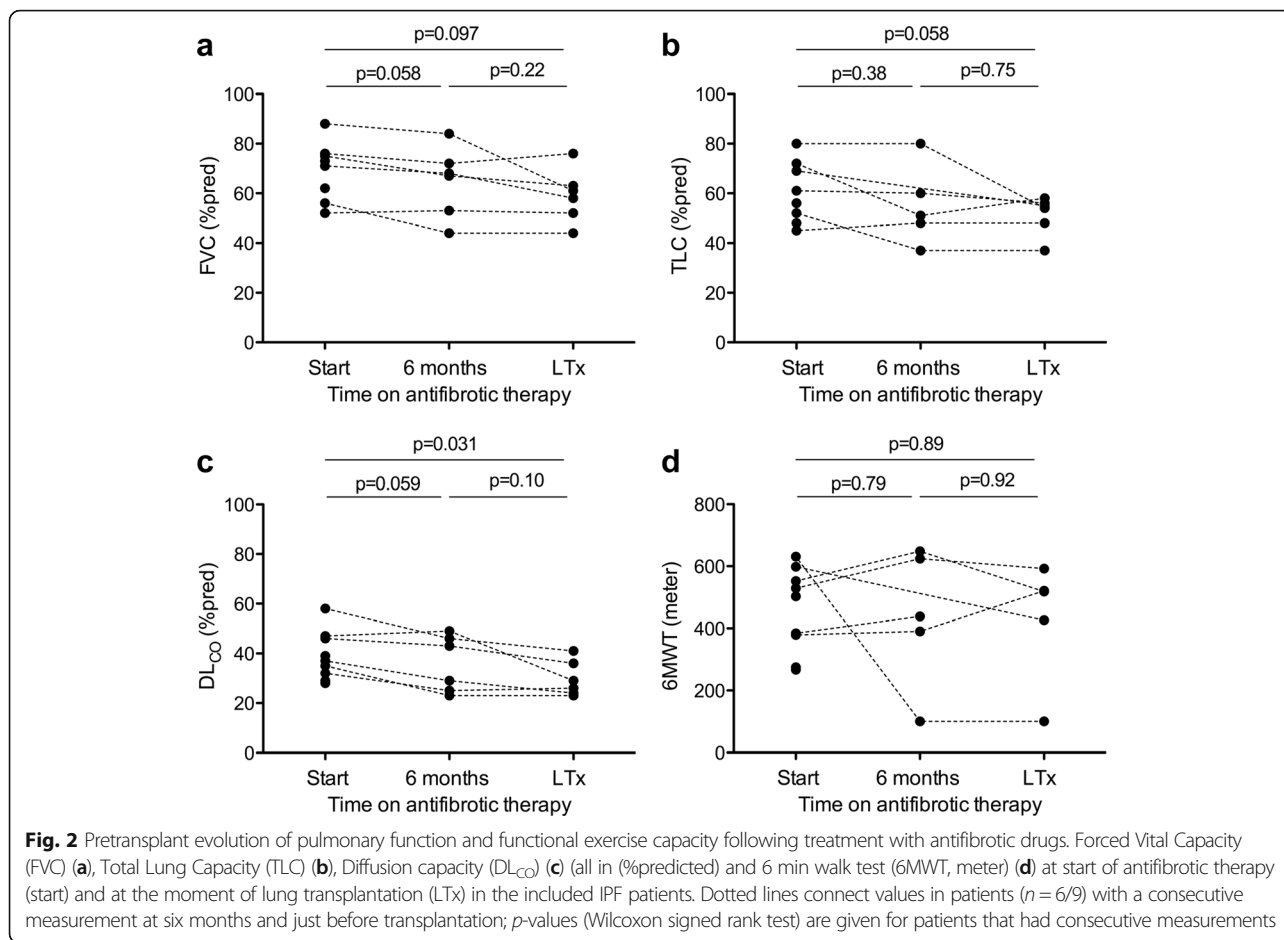 a
p=0.097
p=0.058
p=0.22
100
80
60
40
20
0
FVC (%pred)
Start
6 months
LTx
Time on antifibrotic therapy
b
p=0.058
p=0.38
p=0.75
100
80
60
40
20
0
TLC (%pred)
Start
6 months
LTx
Time on antifibrotic therapy
c
p=0.031
p=0.059
p=0.10
100
80
60
40
20
0
DLCO (%pred)
Start
6 months
LTx
Time on antifibrotic therapy
d
p=0.89
p=0.79
p=0.92
800
600
400
200
0
6MWT (meter)
Start
6 months
LTx
Time on antifibrotic therapy
Fig. 2 Pretransplant evolution of pulmonary function and functional exercise capacity following treatment with antifibrotic drugs. Forced Vital Capacity
(FVC) (a), Total Lung Capacity (TLC) (b), Diffusion capacity (DLCO) (c) (all in (%predicted) and 6 min walk test (6MWT, meter) (d) at start of antifibrotic therapy
(start) and at the moment of lung transplantation (LTx) in the included IPF patients. Dotted lines connect values in patients (n = 6/9) with a consecutive
measurement at six months and just before transplantation; p-values (Wilcoxon signed rank test) are given for patients that had consecutive measurements